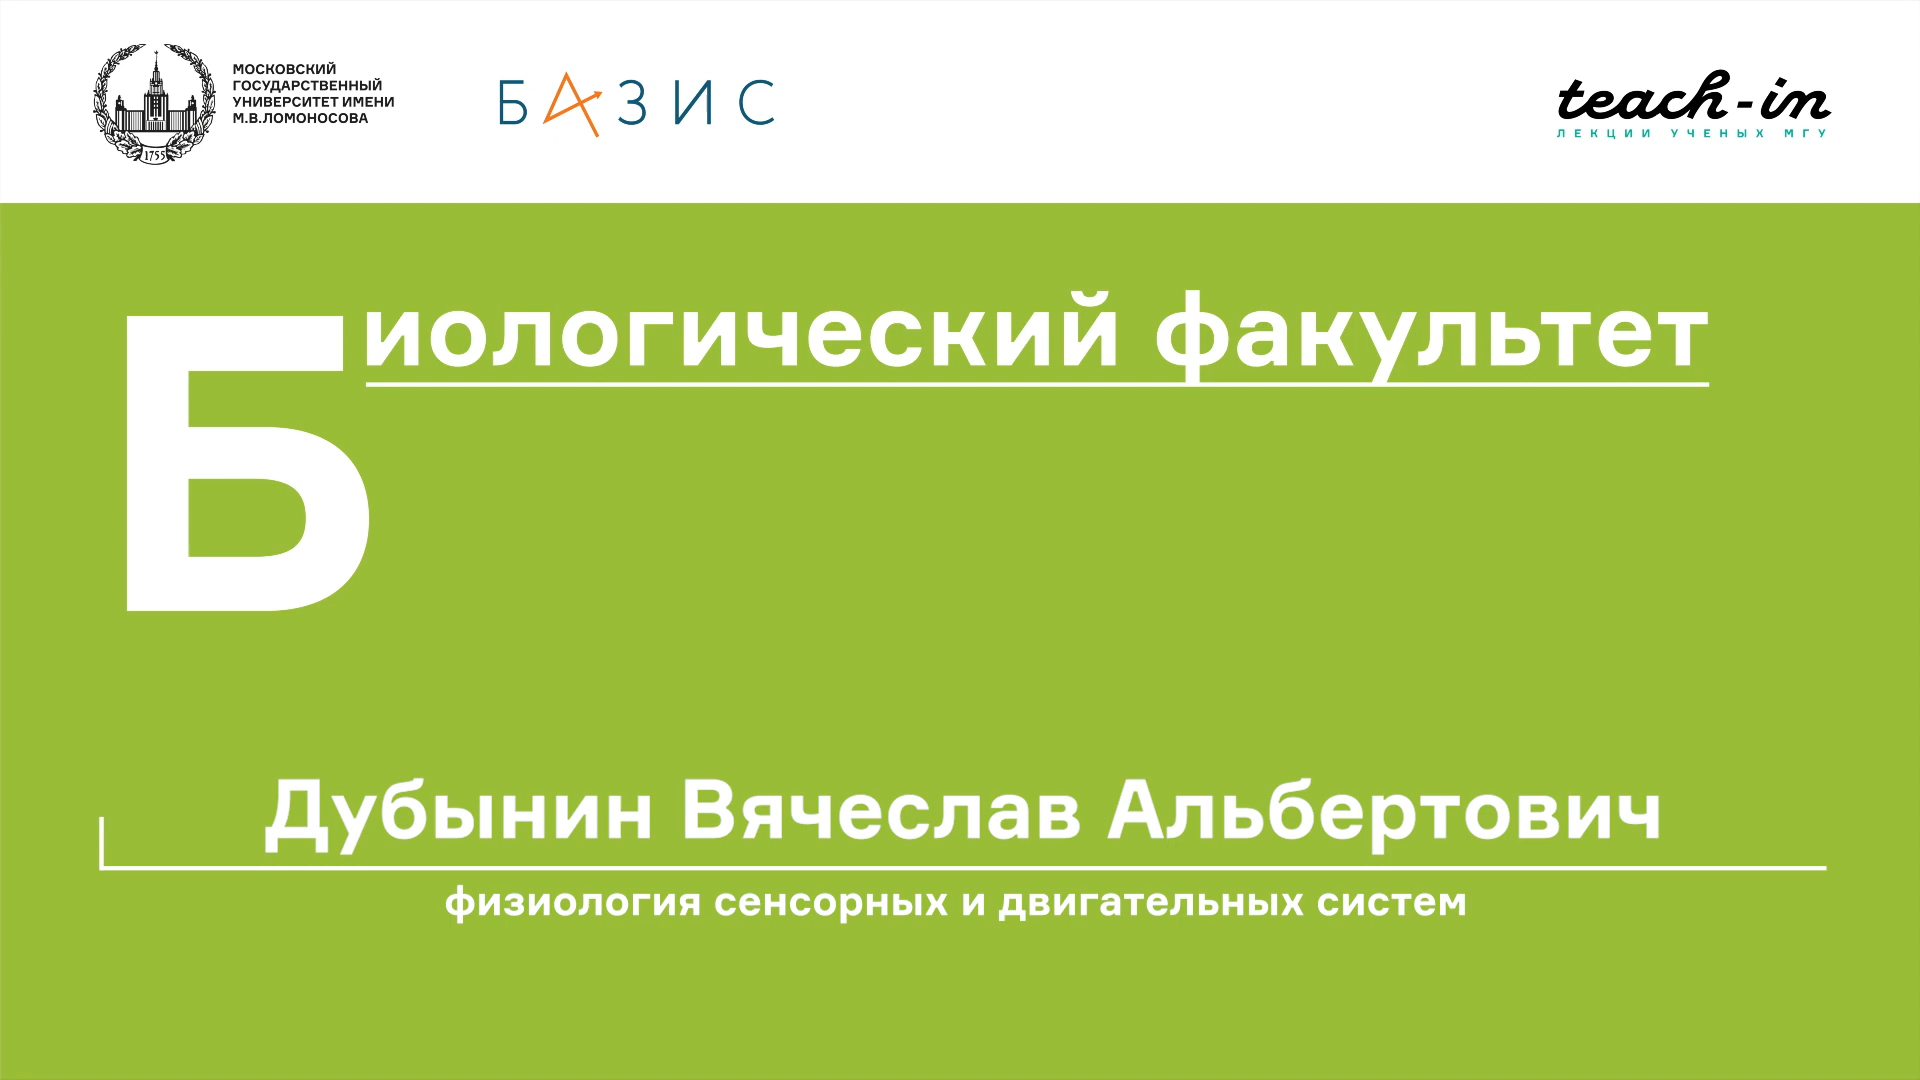 МОСКОВСКИЙ
ГОСУДАРСТВЕННЫЙ
УНИВЕРСИТЕТ ИМЕНИ
М.В.ЛОМОНОСОВА
1755
БАЗИС
teach-in
ЛЕКЦИИ УЧЕНЫХ МГУ
Биологический факультет
Дубынин Вячеслав Альбертович
физиология сенсорных и двигательных систем